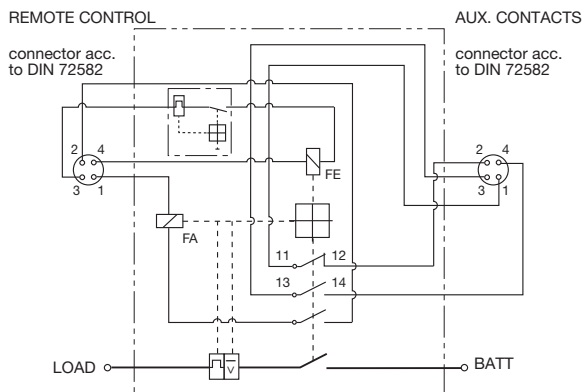 REMOTE CONTROL
AUX. CONTACTS
connector acc.
to DIN 72582
connector acc.
to DIN 72582
2 4
3 1
FE
2 4
3 1
FA
11 12
13 14
V
LOAD
BATT